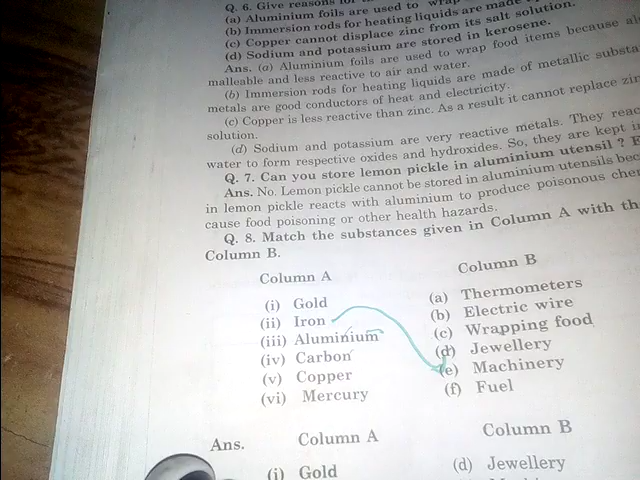 Q. 6. Give reasons
(a) Aluminium foils are used to wrap
(b) Immersion rods for heating liquids are made
(c) Copper cannot displace zinc from its salt solution.
(d) Sodium and potassium are stored in kerosene.
Ans. (a) Aluminium foils are used to wrap food items because
malleable and less reactive to air and water.
(b) Immersion rods for heating liquids are made of metallic
metals are good conductors of heat and electricity.
(c) Copper is less reactive than zinc. As a result it cannot replace
solution.
(d) Sodium and potassium are very reactive metals. They
water to form respective oxides and hydroxides. So, they are kept
Q. 7. Can you store lemon pickle in aluminium utensil ?
Ans. No. Lemon pickle cannot be stored in aluminium utensils
in lemon pickle reacts with aluminium to produce poisonous
cause food poisoning or other health hazards.
Q. 8. Match the substances given in Column A with
Column B.
Column A Column B
(i) Gold (a) Thermometers
(ii) Iron (b) Electric wire
(iii) Aluminium (c) Wrapping food
(iv) Carbon (d) Jewellery
(v) Copper (e) Machinery
(vi) Mercury (f) Fuel
Ans. Column A Column B
(i) Gold (d) Jewellery